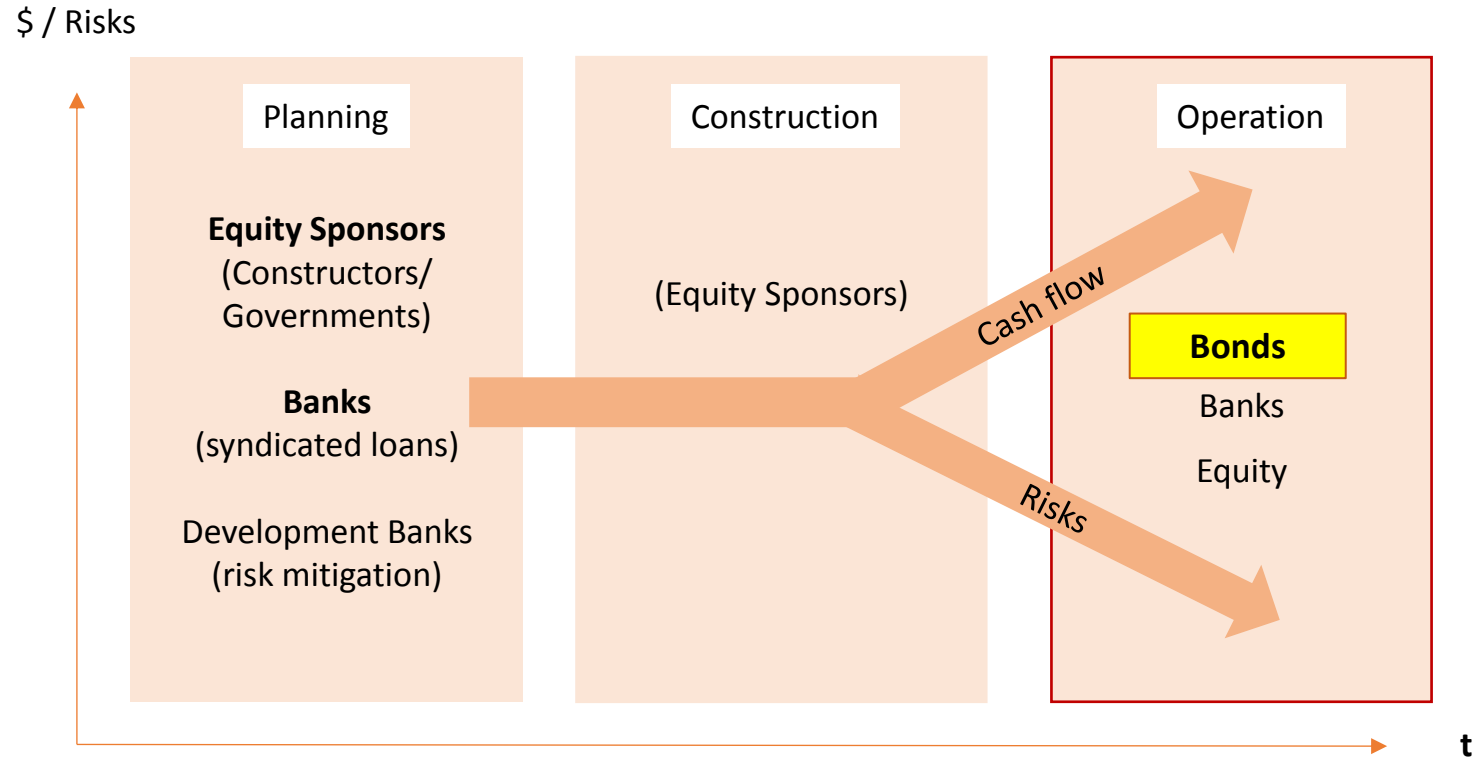 $ / Risks
Planning
Equity Sponsors
(Constructors/
Governments)
Banks
(syndicated loans)
Development Banks
(risk mitigation)
Construction
(Equity Sponsors)
Cash flow
Risks
Operation
Bonds
Banks
Equity
t